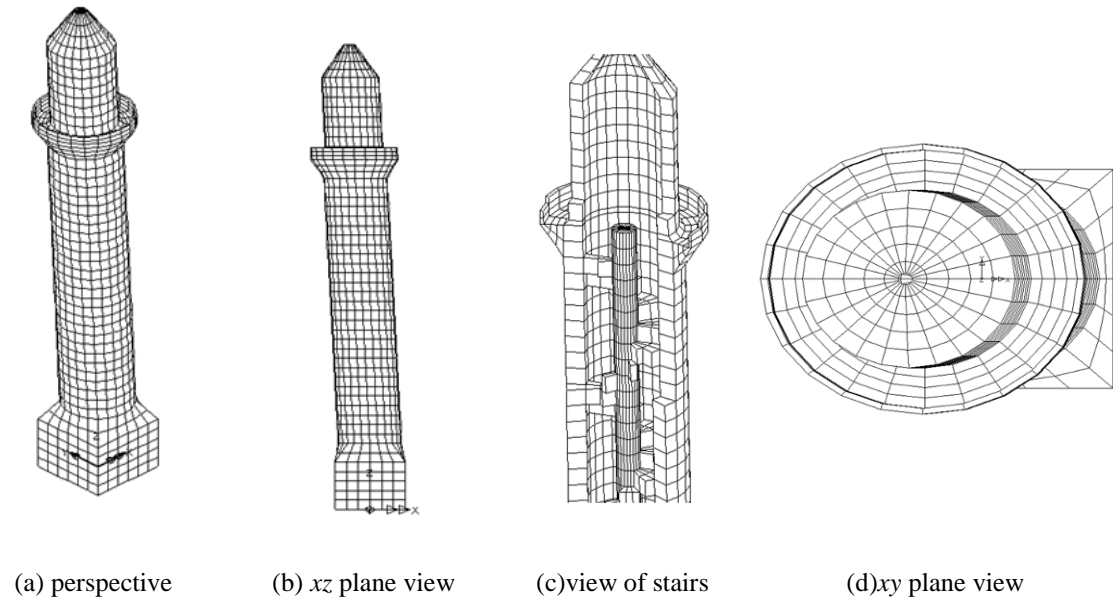 Z
Z
X
Y
Z
X
(a) perspective
(b) xz plane view
(c)view of stairs
(d)xy plane view